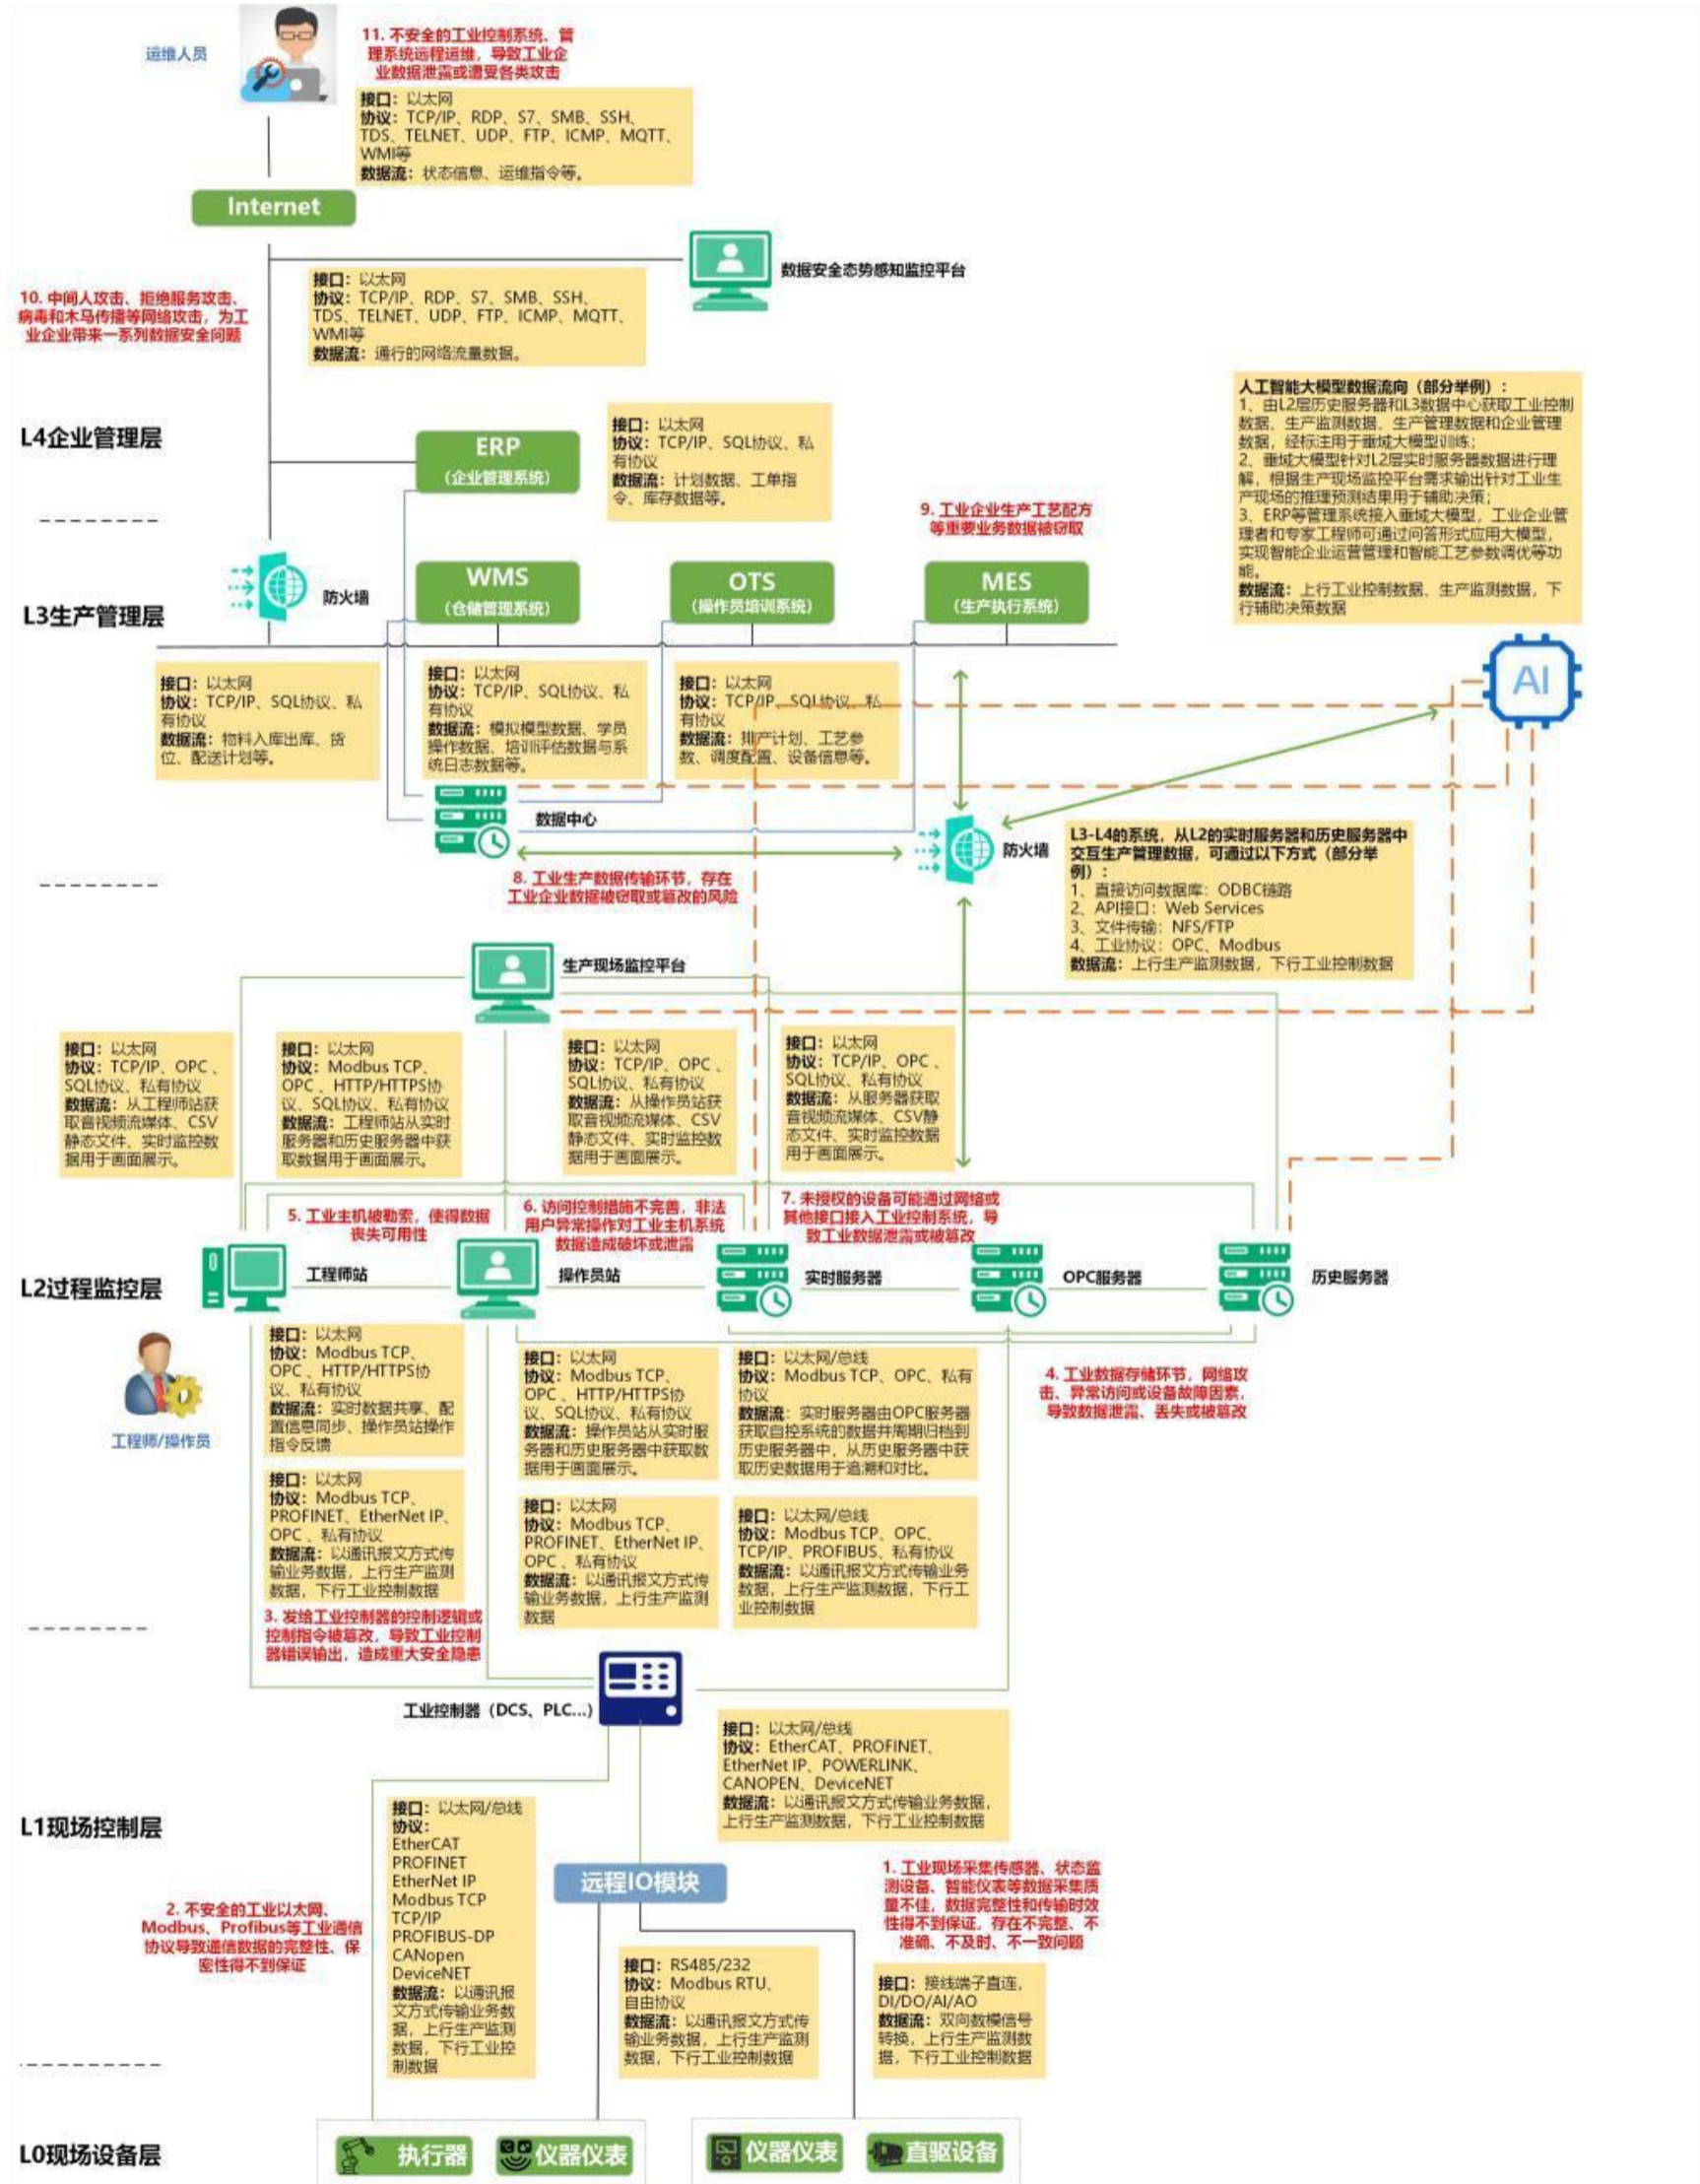 运维人员
11. 不安全的工业控制系统、管
理系统远程运维，导致工业企
业数据泄露或遭受各类攻击
接口：以太网
协议：TCP/IP、RDP、S7、SMB、SSH、
TDS、TELNET、UDP、FTP、ICMP、MQTT、
WMI等
数据流：状态信息、运维指令等。
Internet
数据安全态势感知监控平台
10. 中间人攻击、拒绝服务攻击、
病毒和木马传播等网络攻击，为工
业企业带来一系列数据安全问题
接口：以太网
协议：TCP/IP、RDP、S7、SMB、SSH、
TDS、TELNET、UDP、FTP、ICMP、MQTT、
WMI等
数据流：通行的网络流量数据。
人工智能大模型数据流向（部分举例）：
1、由L2层历史服务器和L3数据中心获取工业控制
数据、生产监测数据、生产管理数据和企业管理
数据，经标注用于垂域大模型训练；
2、垂域大模型针对L2层实时服务器数据进行理
解，根据生产现场监控平台需求输出针对工业生
产现场的推理预测结果用于辅助决策；
3、ERP等管理系统接入垂域大模型，工业企业管
理者和专家工程师可通过问答形式应用大模型，
实现智能企业运营管理和智能工艺参数调优等功
能。
数据流：上行工业控制数据、生产监测数据，下
行辅助决策数据
L4企业管理层
ERP
（企业管理系统）
接口：以太网
协议：TCP/IP、SQL协议、私
有协议
数据流：计划数据、工单指
令、库存数据等。
9. 工业企业生产工艺配方
等重要业务数据被窃取
L3生产管理层
防火墙
WMS
（仓储管理系统）
OTS
（操作员培训系统）
MES
（生产执行系统）
AI
接口：以太网
协议：TCP/IP、SQL协议、私
有协议
数据流：物料入库出库、货
位、配送计划等。
接口：以太网
协议：TCP/IP、SQL协议、私
有协议
数据流：模拟模型数据、学员
操作数据、培训评估数据与系
统日志数据等。
接口：以太网
协议：TCP/IP、SQL协议、私
有协议
数据流：排产计划、工艺参
数、调度配置、设备信息等。
数据中心
防火墙
8. 工业生产数据传输环节，存在
工业企业数据被窃取或篡改的风险
L3-L4的系统，从L2的实时服务器和历史服务器中
交互生产管理数据，可通过以下方式（部分举
例）：
1、直接访问数据库：ODBC链路
2、API接口：Web Services
3、文件传输：NFS/FTP
4、工业协议：OPC、Modbus
数据流：上行生产监测数据，下行工业控制数据
生产现场监控平台
接口：以太网
协议：TCP/IP、OPC 、
SQL协议、私有协议
数据流：从工程师站获
取音视频流媒体、CSV
静态文件、实时监控数
据用于画面展示。
接口：以太网
协议：Modbus TCP、
OPC 、HTTP/HTTPS协
议、SQL协议、私有协议
数据流：工程师站从实时
服务器和历史服务器中获
取数据用于画面展示。
接口：以太网
协议：TCP/IP、OPC 、
SQL协议、私有协议
数据流：从操作员站获
取音视频流媒体、CSV
静态文件、实时监控数
据用于画面展示。
接口：以太网
协议：TCP/IP、OPC 、
SQL协议、私有协议
数据流：从服务器获取
音视频流媒体、CSV静
态文件、实时监控数据
用于画面展示。
5. 工业主机被勒索，使得数据
丧失可用性
6. 访问控制措施不完善，非法
用户异常操作对工业主机系统
数据造成破坏或泄露
7. 未授权的设备可能通过网络或
其他接口接入工业控制系统，导
致工业数据泄露或被篡改
L2过程监控层
工程师站
操作员站
实时服务器
OPC服务器
历史服务器
工程师/操作员
接口：以太网
协议：Modbus TCP、
OPC 、HTTP/HTTPS协
议、私有协议
数据流：实时数据共享、配
置信息同步、操作员站操作
指令反馈
接口：以太网
协议：Modbus TCP、
OPC 、HTTP/HTTPS协
议、SQL协议、私有协议
数据流：操作员站从实时服
务器和历史服务器中获取数
据用于画面展示。
接口：以太网/总线
协议：Modbus TCP、OPC、私有
协议
数据流：实时服务器由OPC服务器
获取自控系统的数据并周期归档到
历史服务器中，从历史服务器中获
取历史数据用于追溯和对比。
4. 工业数据存储环节，网络攻
击、异常访问或设备故障因素，
导致数据泄露、丢失或被篡改
接口：以太网
协议：Modbus TCP、
PROFINET、EtherNet IP、
OPC 、私有协议
数据流：以通讯报文方式传
输业务数据，上行生产监测
数据，下行工业控制数据
接口：以太网
协议：Modbus TCP、
PROFINET、EtherNet IP、
OPC 、私有协议
数据流：以通讯报文方式传
输业务数据，上行生产监测
数据
接口：以太网/总线
协议：Modbus TCP、OPC、
TCP/IP、PROFIBUS、私有协议
数据流：以通讯报文方式传输业务
数据，上行生产监测数据，下行工
业控制数据
3. 发给工业控制器的控制逻辑或
控制指令被篡改，导致工业控制
器错误输出，造成重大安全隐患
工业控制器（DCS、PLC...）
接口：以太网/总线
协议：EtherCAT、PROFINET、
EtherNet IP、POWERLINK、
CANOPEN、DeviceNET
数据流：以通讯报文方式传输业务数据，
上行生产监测数据，下行工业控制数据
L1现场控制层
接口：以太网/总线
协议：
EtherCAT
PROFINET
EtherNet IP
Modbus TCP
TCP/IP
PROFIBUS-DP
CANopen
DeviceNET
数据流：以通讯报
文方式传输业务数
据，上行生产监测
数据，下行工业控
制数据
远程IO模块
1. 工业现场采集传感器、状态监
测设备、智能仪表等数据采集质
量不佳，数据完整性和传输时效
性得不到保证，存在不完整、不
准确、不及时、不一致问题
2. 不安全的工业以太网、
Modbus、Profibus等工业通信
协议导致通信数据的完整性、保
密性得不到保证
接口：RS485/232
协议：Modbus RTU、
自由协议
数据流：以通讯报文方式传
输业务数据，上行生产监测
数据，下行工业控制数据
接口：接线端子直连，
DI/DO/AI/AO
数据流：双向数模信号
转换，上行生产监测数
据，下行工业控制数据
L0现场设备层
执行器
仪器仪表
仪器仪表
直驱设备